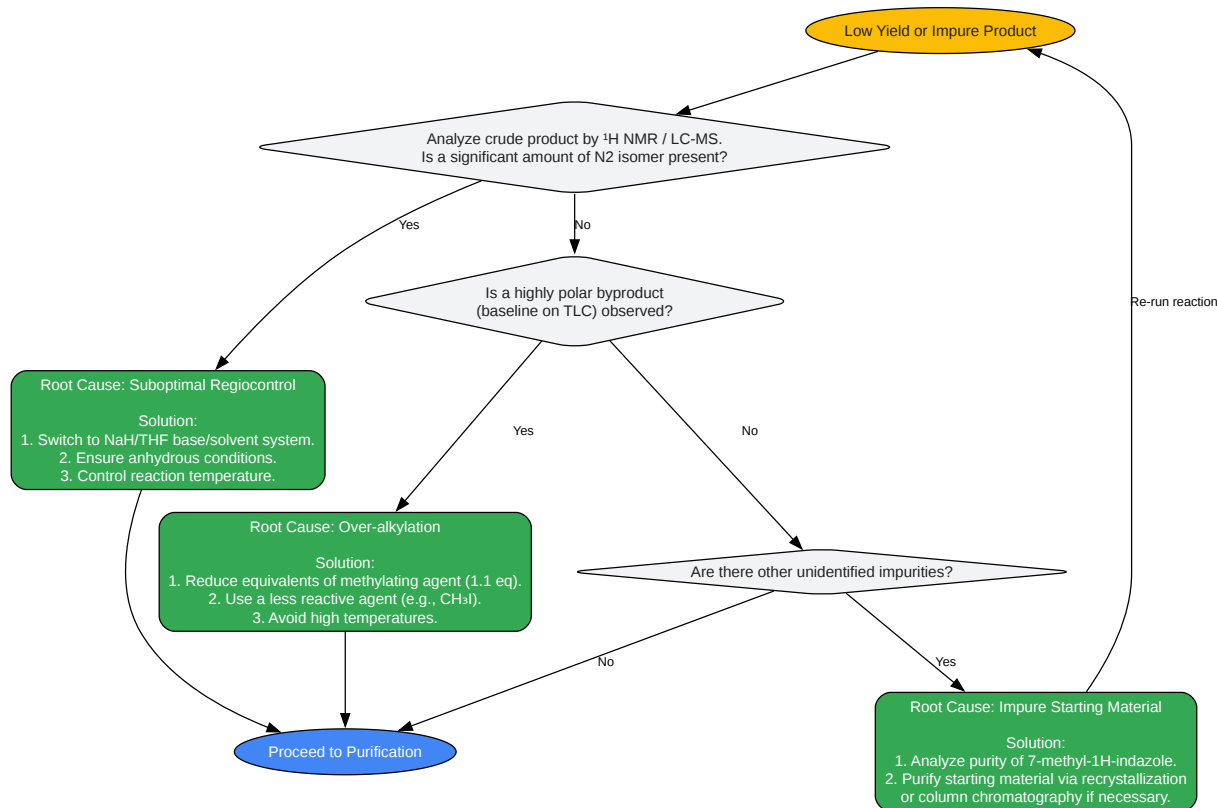 Low Yield or Impure Product
Analyze crude product by ¹H NMR / LC-MS.
Is a significant amount of N2 isomer present?
Yes
No
Is a highly polar byproduct
(baseline on TLC) observed?
Re-run reaction
Root Cause: Suboptimal Regiocontrol
Solution:
1. Switch to NaH/THF base/solvent system.
2. Ensure anhydrous conditions.
3. Control reaction temperature.
Yes
No
Root Cause: Over-alkylation
Solution:
1. Reduce equivalents of methylating agent (1.1 eq).
2. Use a less reactive agent (e.g., CH₃I).
3. Avoid high temperatures.
Are there other unidentified impurities?
No
Yes
Root Cause: Impure Starting Material
Solution:
1. Analyze purity of 7-methyl-1H-indazole.
2. Purify starting material via recrystallization
or column chromatography if necessary.
Proceed to Purification